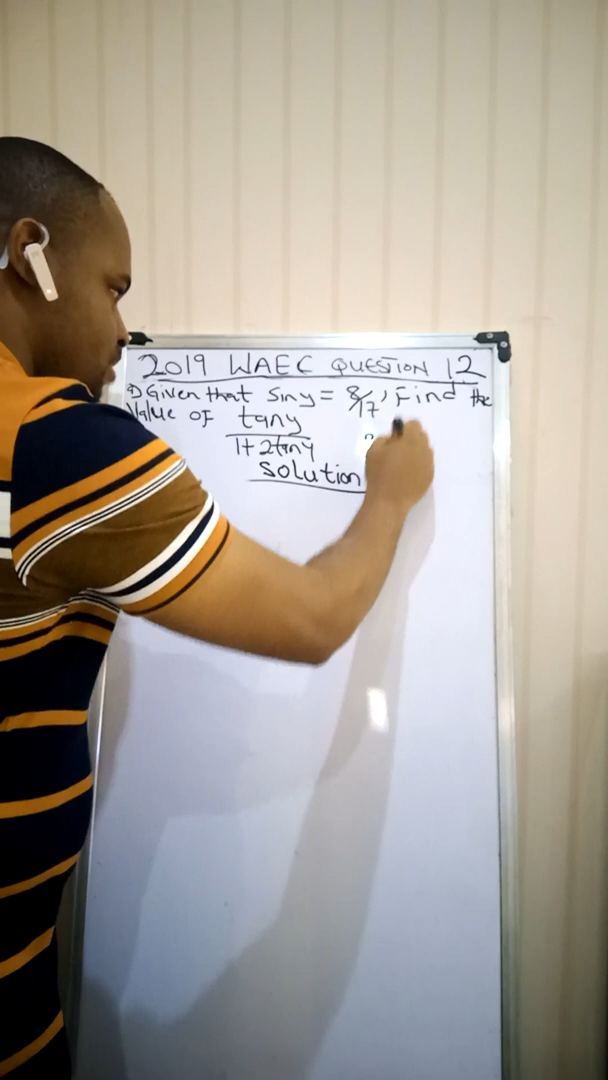 2019 WAEC QUESTION 12
a) Given that siny = 8/17, Find the
Value of tany
1+2tany
Solution